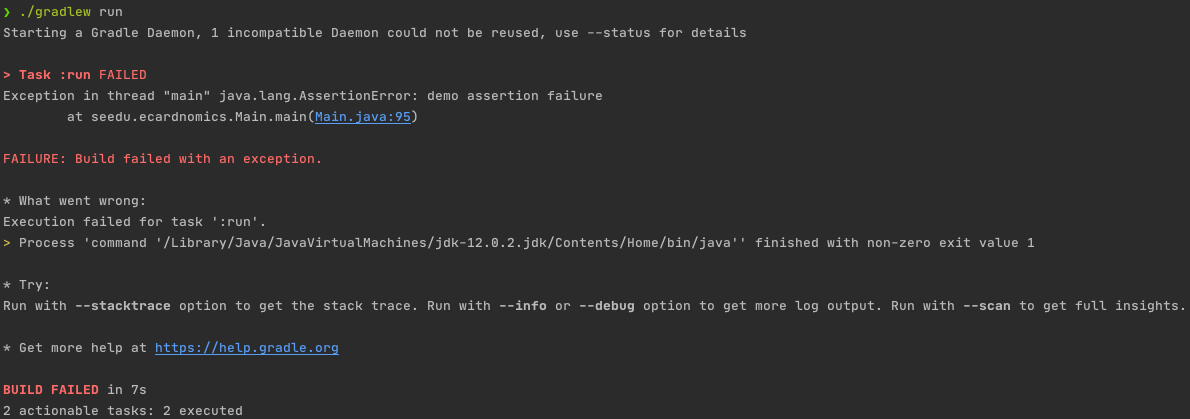 ❯ ./gradlew run
Starting a Gradle Daemon, 1 incompatible Daemon could not be reused, use --status for details
> Task :run FAILED
Exception in thread "main" java.lang.AssertionError: demo assertion failure
        at seedu.ecardnomics.Main.main(Main.java:95)
FAILURE: Build failed with an exception.
* What went wrong:
Execution failed for task ':run'.
> Process 'command '/Library/Java/JavaVirtualMachines/jdk-12.0.2.jdk/Contents/Home/bin/java'' finished with non-zero exit value 1
* Try:
Run with --stacktrace option to get the stack trace. Run with --info or --debug option to get more log output. Run with --scan to get full insights.
* Get more help at https://help.gradle.org
BUILD FAILED in 7s
2 actionable tasks: 2 executed